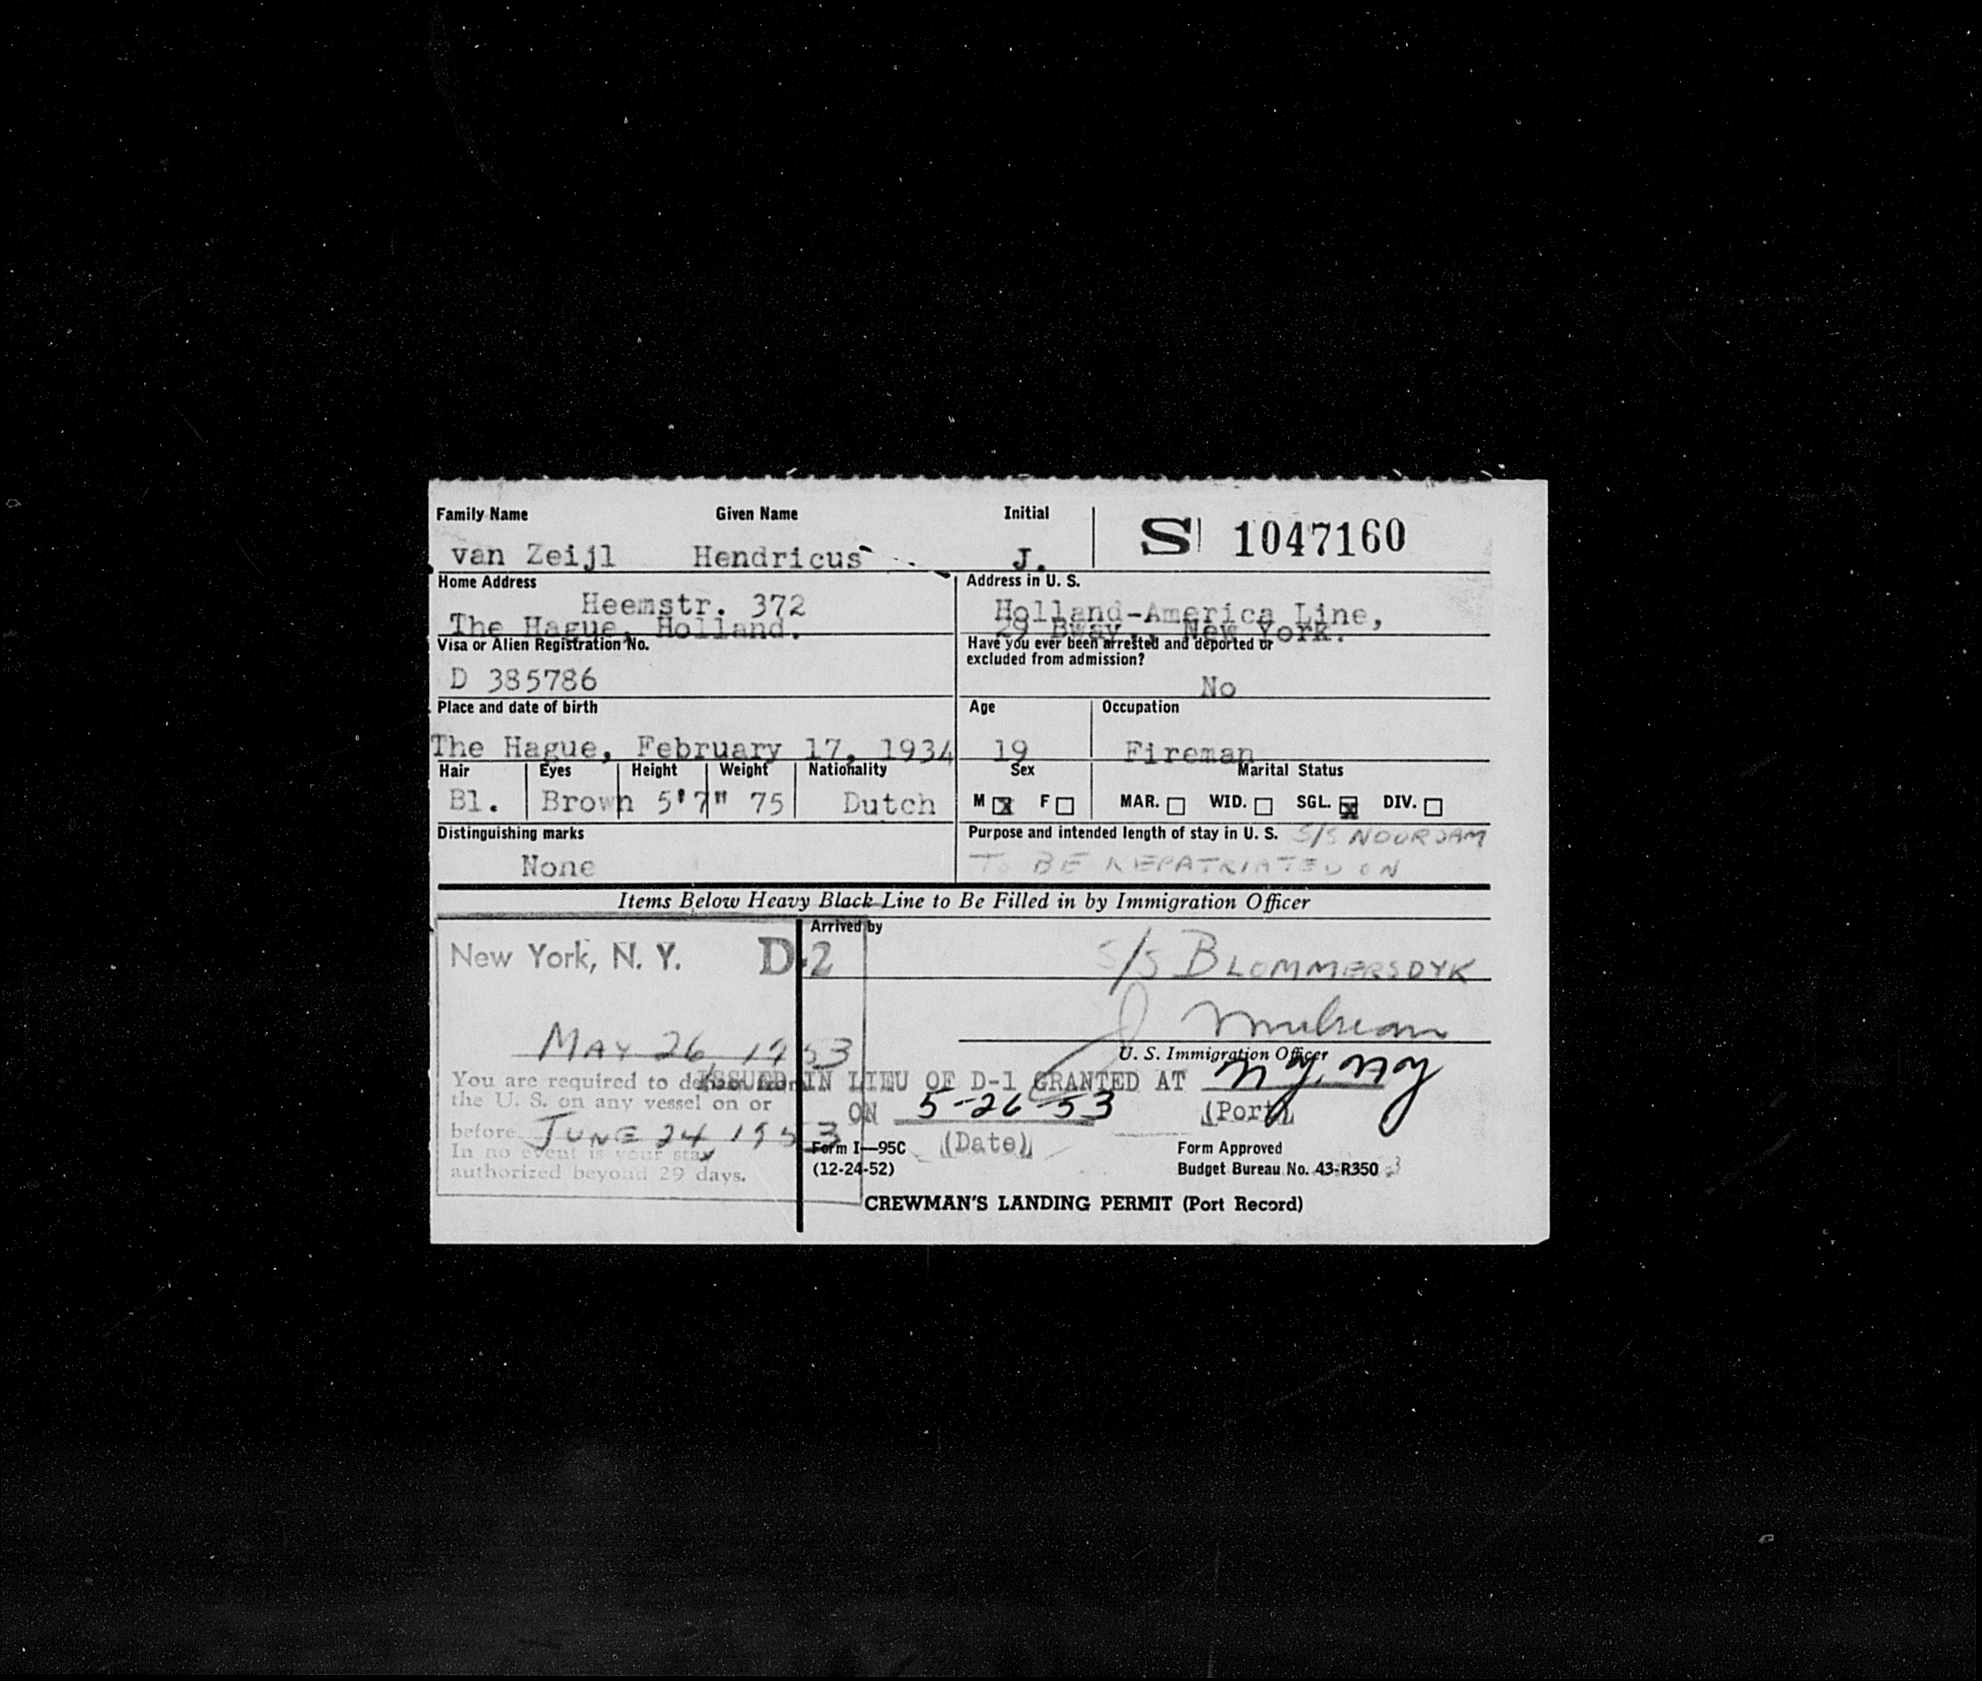 Family Name Given Name Initial
van Zeijl Hendricus J. S 1047160
Home Address Address in U. S.
Heemstr. 372 Holland-America Line,
The Hague, Holland. 29 Bway., New York.
Visa or Alien Registration No. Have you ever been arrested and deported or
excluded from admission?
D 385786 No
Place and date of birth Age Occupation
The Hague, February 17, 1934 19 Fireman
Hair Eyes Height Weight Nationality Sex Marital Status
Bl. Brown 5'7" 75 Dutch M x F MAR. WID. SGL. x DIV.
Distinguishing marks Purpose and intended length of stay in U. S. S/S NOORDAM
None TO BE REPATRIATED ON
Items Below Heavy Black Line to Be Filled in by Immigration Officer
Arrived by
New York, N. Y. D-2 S/S BLOMMERSDYK
MAY 26 1953
U. S. Immigration Officer
You are required to depart from ISSUED IN LIEU OF D-1 GRANTED AT N.Y. NY
the U. S. on any vessel on or ON 5-26-53 (Port)
before JUNE 24 1953
Form I—95C (Date) Form Approved
In no event is your stay
authorized beyond 29 days. (12-24-52) Budget Bureau No. 43-R350
CREWMAN'S LANDING PERMIT (Port Record)